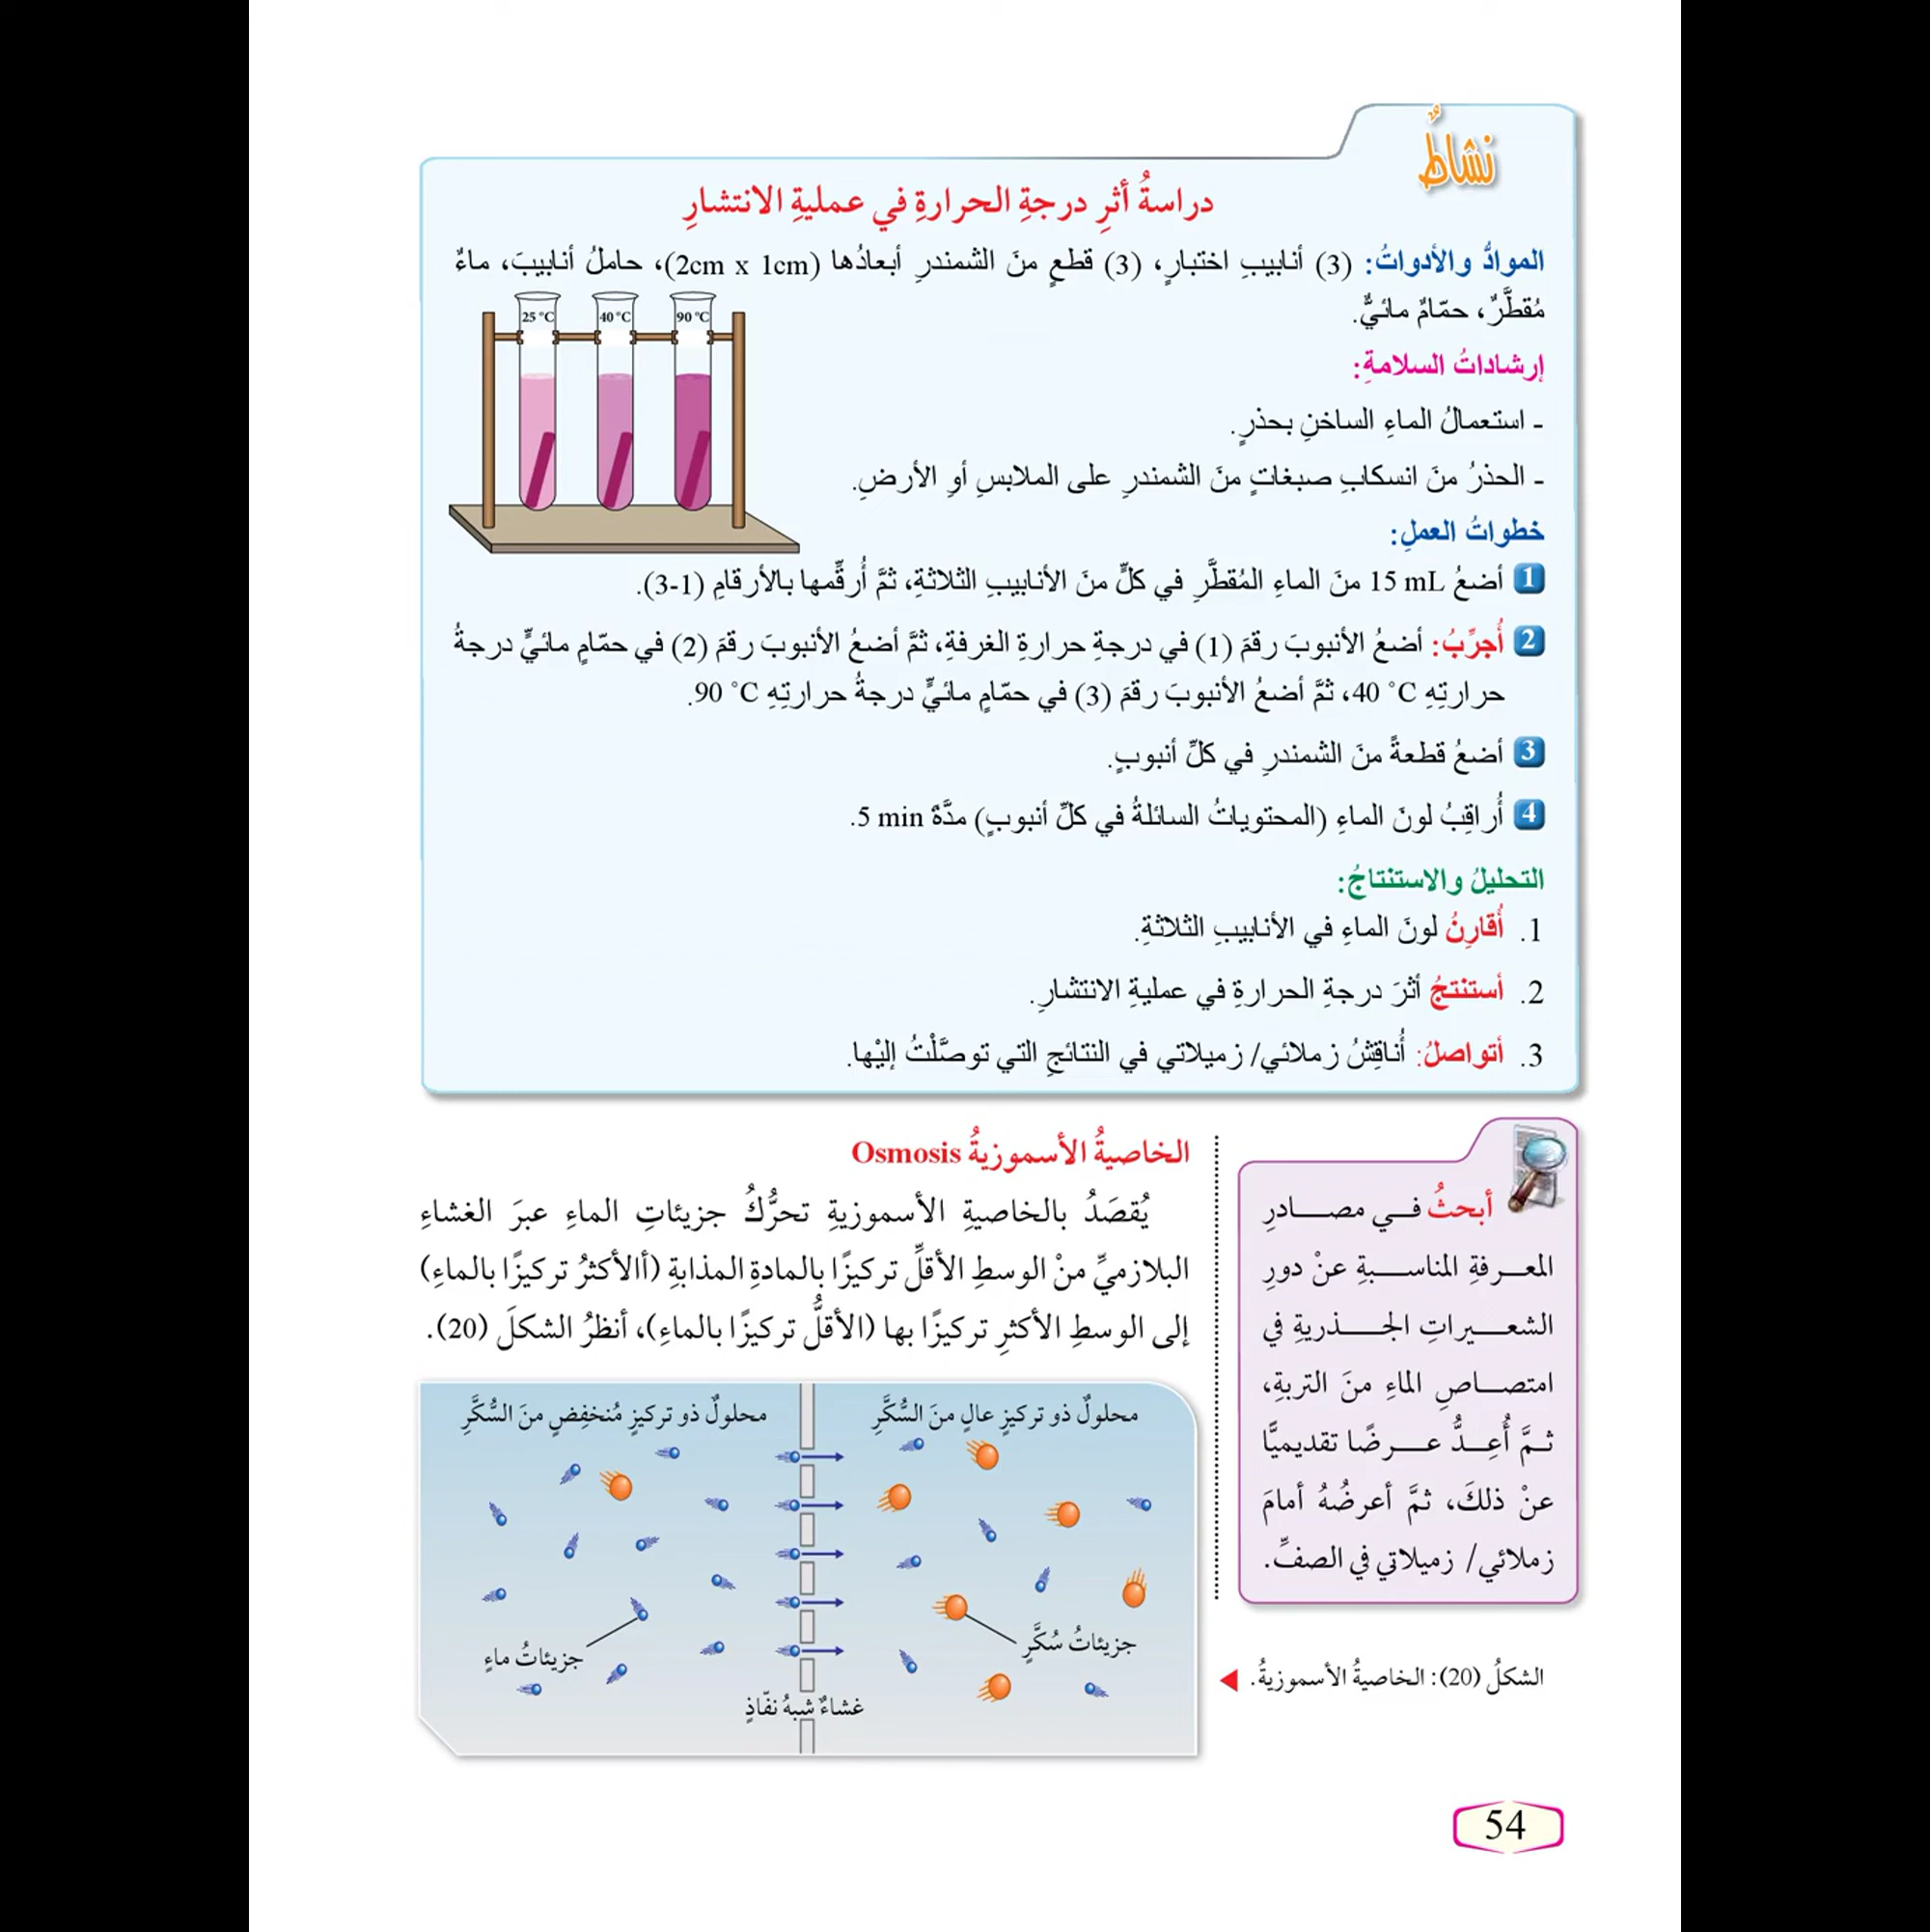 نشاطٌ
دراسةُ أثرِ درجةِ الحرارةِ في عمليةِ الانتشارِ
الموادُّ والأدواتُ: (3) أنابيبِ اختبارٍ، (3) قطعٍ منَ الشمندرِ أبعادُها (2cm x 1cm)، حاملُ أنابيبَ، ماءٌ
مُقطَّرٌ، حمّامٌ مائيٌّ.
25 °C 40 °C 90 °C
إرشاداتُ السلامةِ:
- استعمالُ الماءِ الساخنِ بحذرٍ.
- الحذرُ منَ انسكابِ صبغاتٍ منَ الشمندرِ على الملابسِ أوِ الأرضِ.
خطواتُ العملِ:
1 أضعُ 15 mL منَ الماءِ المُقطَّرِ في كلٍّ منَ الأنابيبِ الثلاثةِ، ثمَّ أُرقِّمها بالأرقامِ (1-3).
2 أُجرِّبُ: أضعُ الأنبوبَ رقمَ (1) في درجةِ حرارةِ الغرفةِ، ثمَّ أضعُ الأنبوبَ رقمَ (2) في حمّامٍ مائيٍّ درجةُ
حرارتِهِ 40 °C، ثمَّ أضعُ الأنبوبَ رقمَ (3) في حمّامٍ مائيٍّ درجةُ حرارتِهِ 90 °C.
3 أضعُ قطعةً منَ الشمندرِ في كلِّ أنبوبٍ.
4 أُراقِبُ لونَ الماءِ (المحتوياتُ السائلةُ في كلِّ أنبوبٍ) مدَّةَ 5 min.
التحليلُ والاستنتاجُ:
1. أُقارِنُ لونَ الماءِ في الأنابيبِ الثلاثةِ.
2. أستنتجُ أثرَ درجةِ الحرارةِ في عمليةِ الانتشارِ.
3. أتواصلُ: أُناقِشُ زملائي/ زميلاتي في النتائجِ التي توصَّلْتُ إليْها.
أبحثُ في مصادرِ
المعرفةِ المناسبةِ عنْ دورِ
الشعيراتِ الجذريةِ في
امتصاصِ الماءِ منَ التربةِ،
ثمَّ أُعِدُّ عرضًا تقديميًّا
عنْ ذلكَ، ثمَّ أعرضُهُ أمامَ
زملائي/ زميلاتي في الصفِّ.
الخاصيةُ الأسموزيةُ Osmosis
يُقصَدُ بالخاصيةِ الأسموزيةِ تحرُّكُ جزيئاتِ الماءِ عبرَ الغشاءِ
البلازميِّ منْ الوسطِ الأقلِّ تركيزًا بالمادةِ المذابةِ (أالأكثرُ تركيزًا بالماءِ)
إلى الوسطِ الأكثرِ تركيزًا بها (الأقلُّ تركيزًا بالماءِ)، أنظرُ الشكلَ (20).
محلولٌ ذو تركيزٍ عالٍ منَ السُّكَّرِ
محلولٌ ذو تركيزٍ مُنخفِضٍ منَ السُّكَّرِ
جزيئاتُ سُكَّرٍ
جزيئاتُ ماءٍ
غشاءٌ شبهُ نفّاذٍ
الشكلُ (20): الخاصيةُ الأسموزيةُ.
54